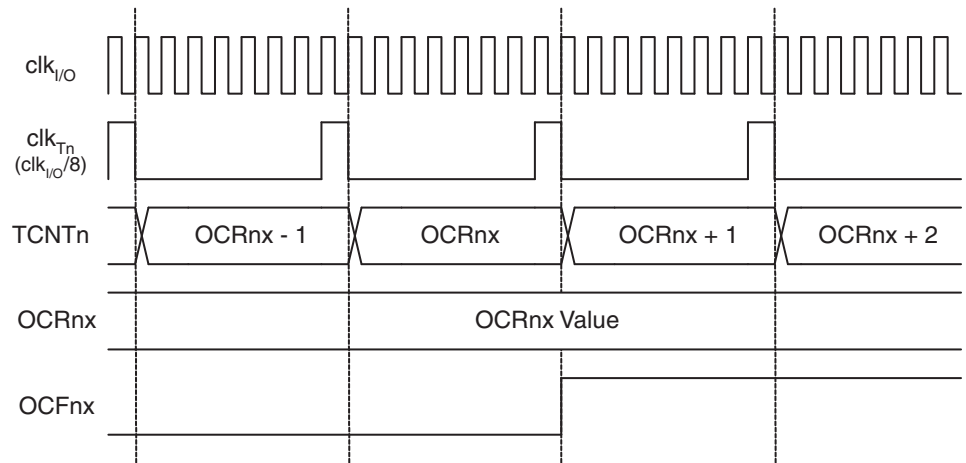 clkI/O
clkTn
(clkI/O/8)
TCNTn
OCRnx - 1
OCRnx
OCRnx + 1
OCRnx + 2
OCRnx
OCRnx Value
OCFnx